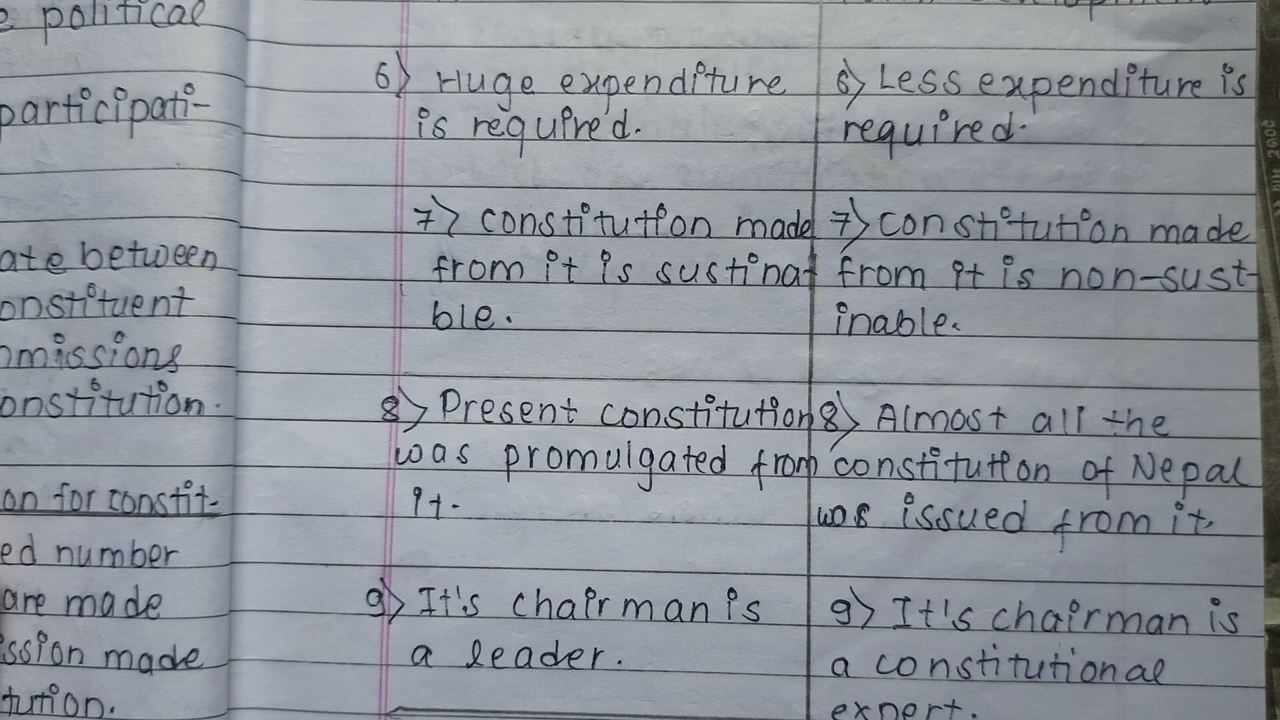 e political
participati-
ate between
onstituent
missions
onstitution.
on for constit-
ed number
are made
ssion made
tution.
6) Huge expenditure
is required.
7) constitution made
from it is sustinat
ble.
8) Present constitution
was promulgated from
it.
9) It's chairman is
a leader.
6) Less expenditure is
required.
7) constitution made
from it is non-sust-
inable.
8) Almost all the
constitution of Nepal
was issued from it.
9) It's chairman is
a constitutional
expert.